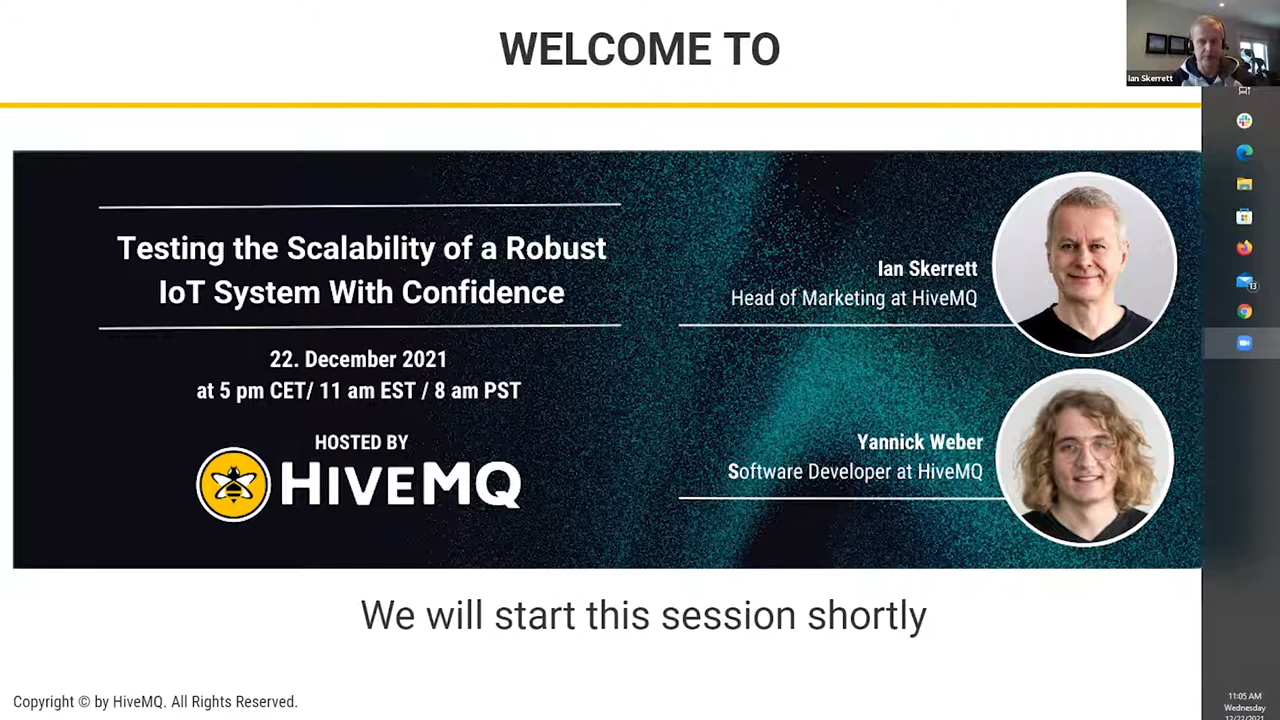 WELCOME TO
Ian Skerrett
Testing the Scalability of a Robust
IoT System With Confidence
22. December 2021
at 5 pm CET/ 11 am EST / 8 am PST
HOSTED BY
HIVEMQ
Ian Skerrett
Head of Marketing at HiveMQ
Yannick Weber
Software Developer at HiveMQ
We will start this session shortly
Copyright © by HiveMQ. All Rights Reserved.
13
11:05 AM
Wednesday
12/22/2021